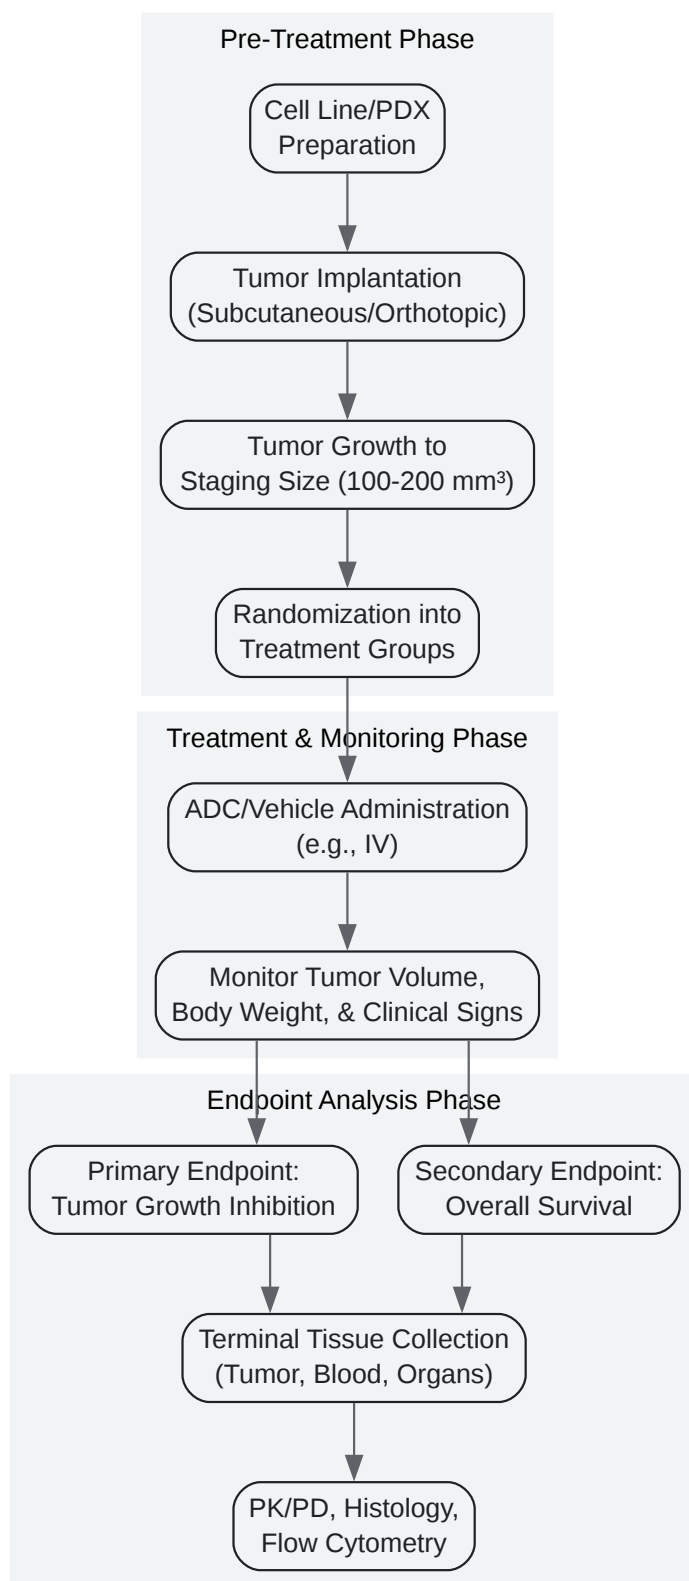 Pre-Treatment Phase
Cell Line/PDX
Preparation
Tumor Implantation
(Subcutaneous/Orthotopic)
Tumor Growth to
Staging Size (100-200 mm³)
Randomization into
Treatment Groups
Treatment & Monitoring Phase
ADC/Vehicle Administration
(e.g., IV)
Monitor Tumor Volume,
Body Weight, & Clinical Signs
Endpoint Analysis Phase
Primary Endpoint:
Tumor Growth Inhibition
Secondary Endpoint:
Overall Survival
Terminal Tissue Collection
(Tumor, Blood, Organs)
PK/PD, Histology,
Flow Cytometry